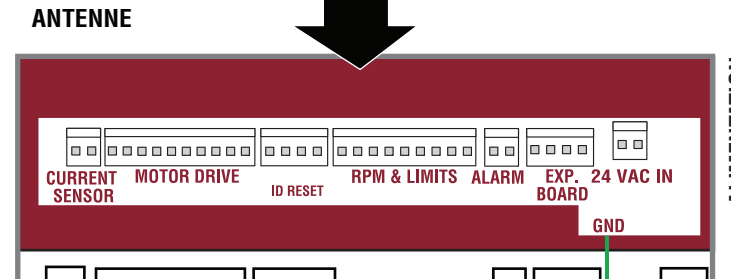 ANTENNE
CURRENT SENSOR
MOTOR DRIVE
ID RESET
RPM & LIMITS
ALARM
EXP. BOARD
24 VAC IN
GND